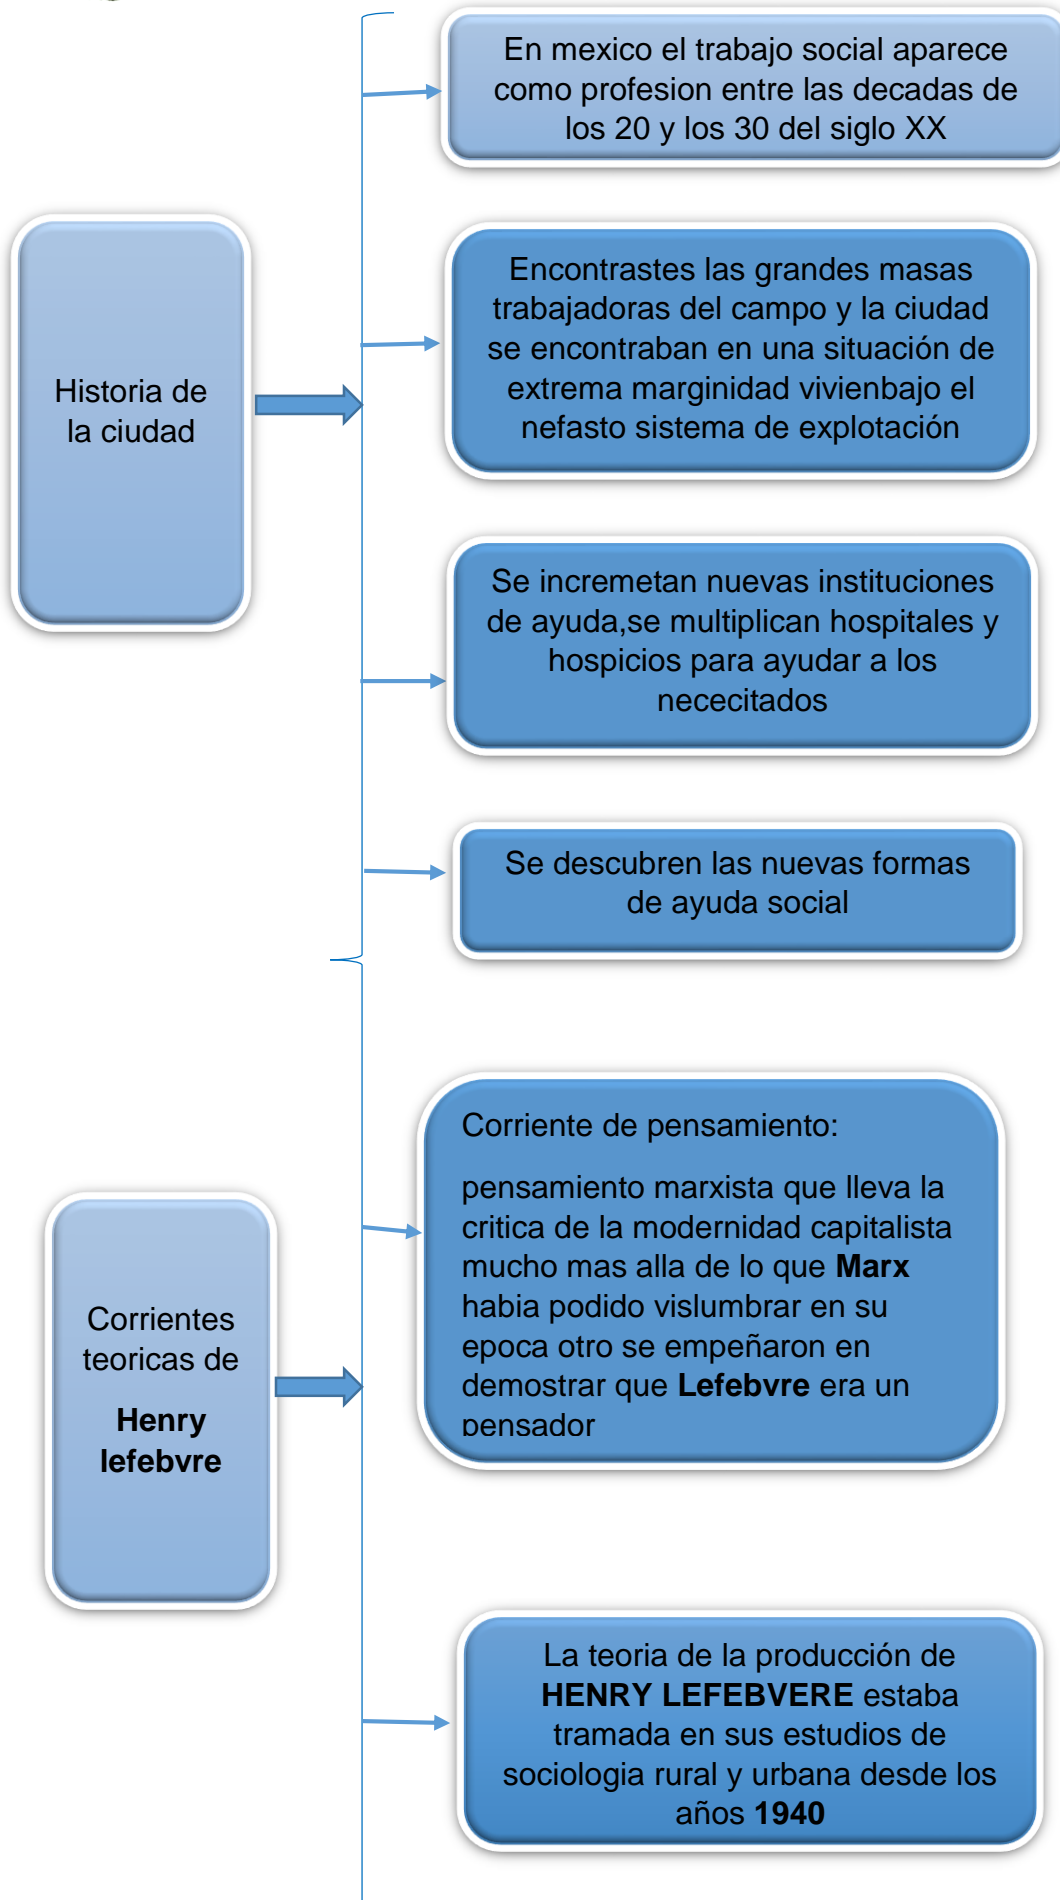 En mexico el trabajo social aparece
como profesion entre las decadas de
los 20 y los 30 del siglo XX
Historia de
la ciudad
Encontrastes las grandes masas
trabajadoras del campo y la ciudad
se encontraban en una situación de
extrema marginidad vivienbajo el
nefasto sistema de explotación
Se incremetan nuevas instituciones
de ayuda,se multiplican hospitales y
hospicios para ayudar a los
nececitados
Se descubren las nuevas formas
de ayuda social
Corrientes
teoricas de
Henry
lefebvre
Corriente de pensamiento:
pensamiento marxista que lleva la
critica de la modernidad capitalista
mucho mas alla de lo que Marx
habia podido vislumbrar en su
epoca otro se empeñaron en
demostrar que Lefebvre era un
pensador
La teoria de la producción de
HENRY LEFEBVERE estaba
tramada en sus estudios de
sociologia rural y urbana desde los
años 1940